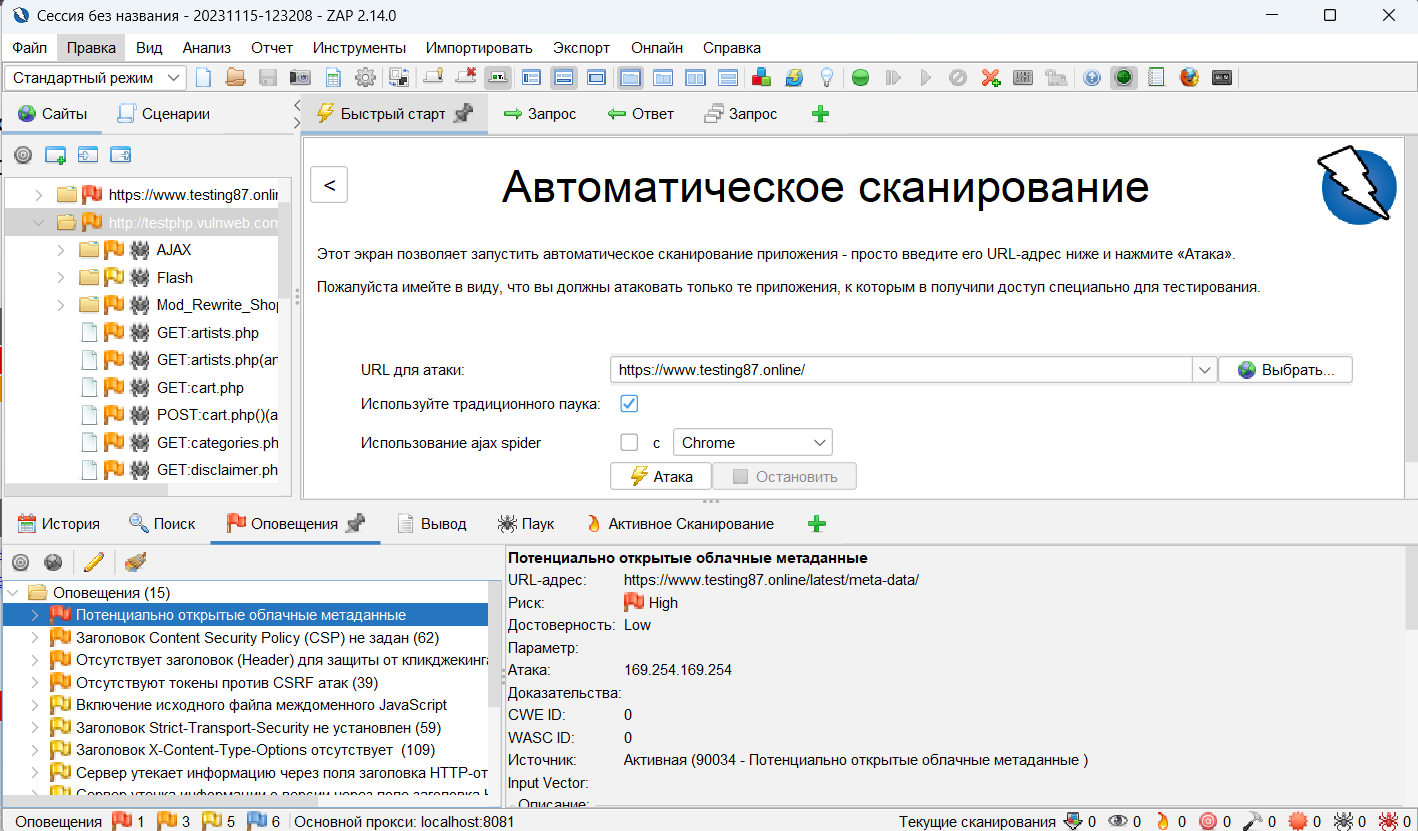 Сессия без названия - 20231115-123208 - ZAP 2.14.0
Файл Правка Вид Анализ Отчет Инструменты Импортировать Экспорт Онлайн Справка
Стандартный режим
Сайты Сценарии
Быстрый старт Запрос Ответ Запрос
https://www.testing87.onlin
http://testphp.vulnweb.com
AJAX
Flash
Mod_Rewrite_Shop
GET:artists.php
GET:artists.php(ar
GET:cart.php
POST:cart.php()(a
GET:categories.ph
GET:disclaimer.ph
<
Автоматическое сканирование
Этот экран позволяет запустить автоматическое сканирование приложения - просто введите его URL-адрес ниже и нажмите «Атака».
Пожалуйста имейте в виду, что вы должны атаковать только те приложения, к которым в получили доступ специально для тестирования.
URL для атаки: https://www.testing87.online/ Выбрать...
Используйте традиционного паука:
Использование ajax spider с Chrome
Атака Остановить
История Поиск Оповещения Вывод Паук Активное Сканирование
Оповещения (15)
Потенциально открытые облачные метаданные
Заголовок Content Security Policy (CSP) не задан (62)
Отсутствует заголовок (Header) для защиты от кликджекинга
Отсутствуют токены против CSRF атак (39)
Включение исходного файла междоменного JavaScript
Заголовок Strict-Transport-Security не установлен (59)
Заголовок X-Content-Type-Options отсутствует (109)
Сервер утекает информацию через поля заголовка HTTP-от
Сервер утечка информации о версии через поле заголовка
Потенциально открытые облачные метаданные
URL-адрес: https://www.testing87.online/latest/meta-data/
Риск: High
Достоверность: Low
Параметр:
Атака: 169.254.169.254
Доказательства:
CWE ID: 0
WASC ID: 0
Источник: Активная (90034 - Потенциально открытые облачные метаданные )
Input Vector:
Описание:
Оповещения 1 3 5 6 Основной прокси: localhost:8081 Текущие сканирования 0 0 0 0 0 0 0 0